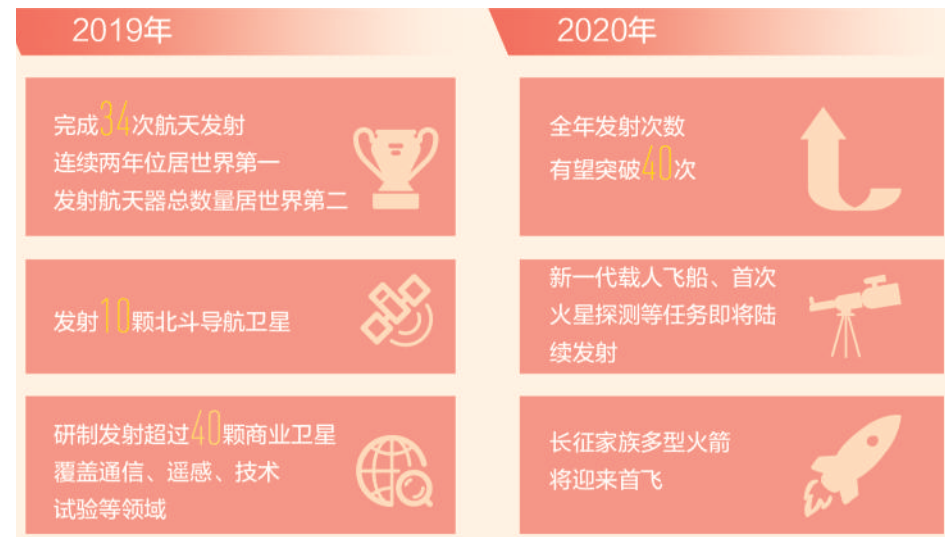 2019年
完成34次航天发射
连续两年位居世界第一
发射航天器总数量居世界第二
发射10颗北斗导航卫星
研制发射超过40颗商业卫星
覆盖通信、遥感、技术
试验等领域
2020年
全年发射次数
有望突破40次
新一代载人飞船、首次
火星探测等任务即将陆
续发射
长征家族多型火箭
将迎来首飞